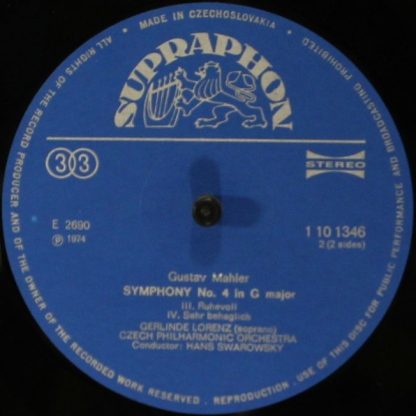 • MADE IN CZECHOSLOVAKIA •
ALL RIGHTS OF THE RECORD PRODUCER AND OF THE OWNER OF THE RECORDED WORK RESERVED. REPRODUCTION. USE OF THIS DISC FOR PUBLIC PERFORMANCE AND BROADCASTING PROHIBITED
SUPRAPHON
33
STEREO
E 2690
℗ 1974
1 10 1346
2 (2 sides)
Gustav Mahler
SYMPHONY No. 4 in G major
III. Ruhevoll
IV. Sehr behaglich
GERLINDE LORENZ (soprano)
CZECH PHILHARMONIC ORCHESTRA
Conductor: HANS SWAROWSKY